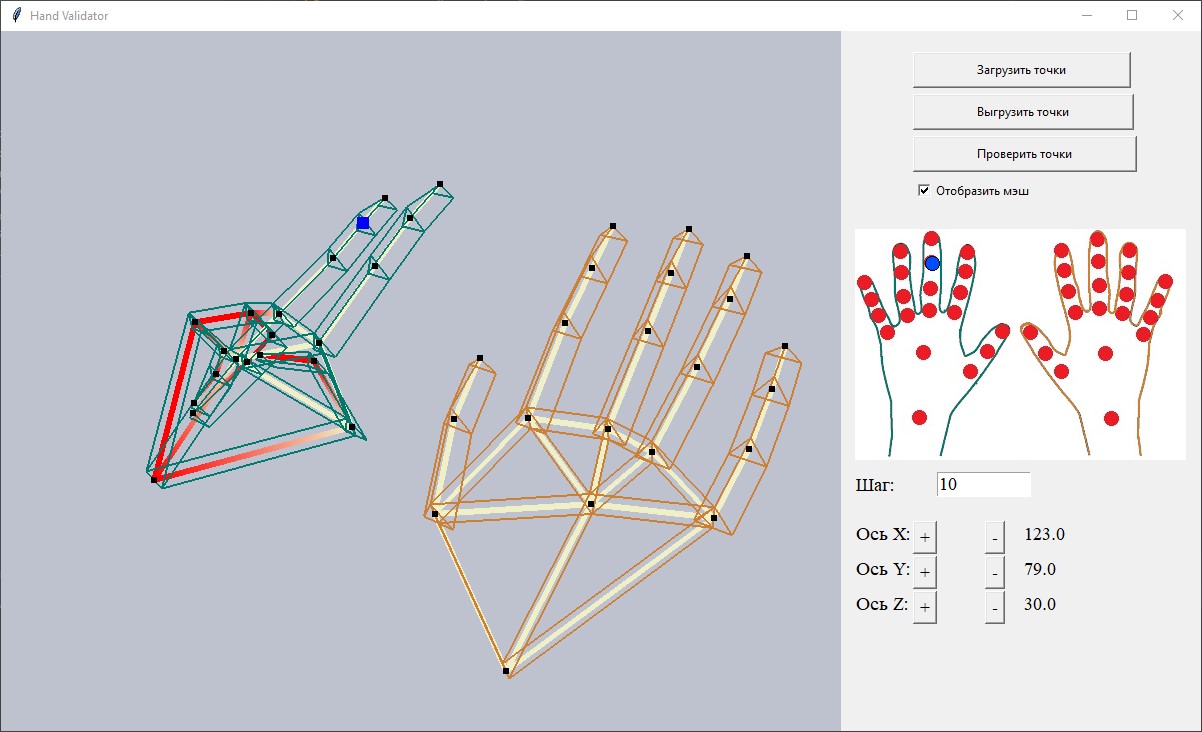 Hand Validator
Загрузить точки
Выгрузить точки
Проверить точки
Отобразить мэш
Шаг: 10
Ось X: + - 123.0
Ось Y: + - 79.0
Ось Z: + - 30.0